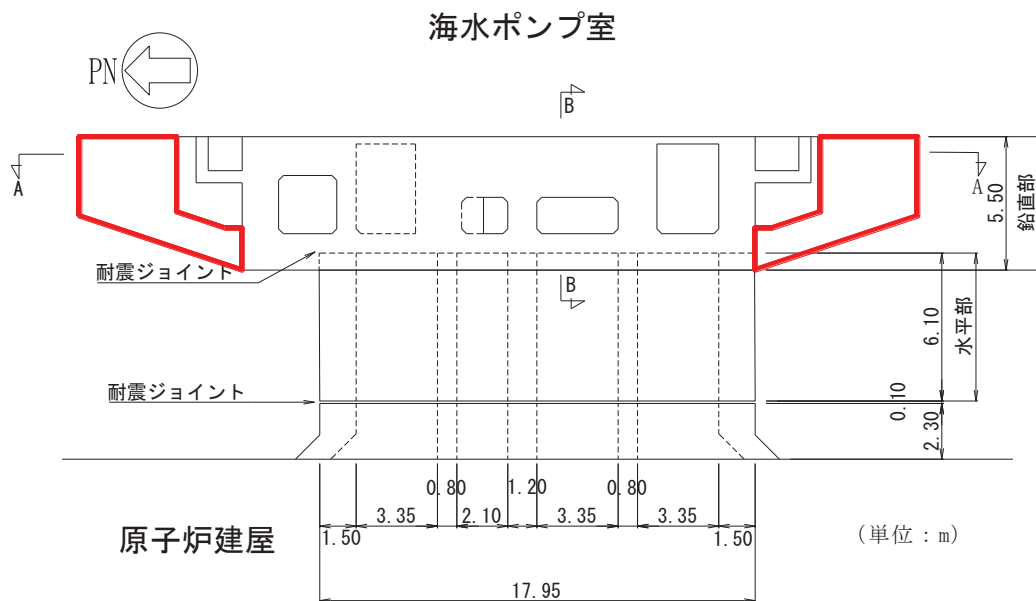 海水ポンプ室
PN
B
A
A
5.50
鉛直部
耐震ジョイント
B
6.10
水平部
耐震ジョイント
0.10
2.30
0.80
1.20
0.80
3.35
2.10
3.35
3.35
1.50
1.50
原子炉建屋
(単位:m)
17.95